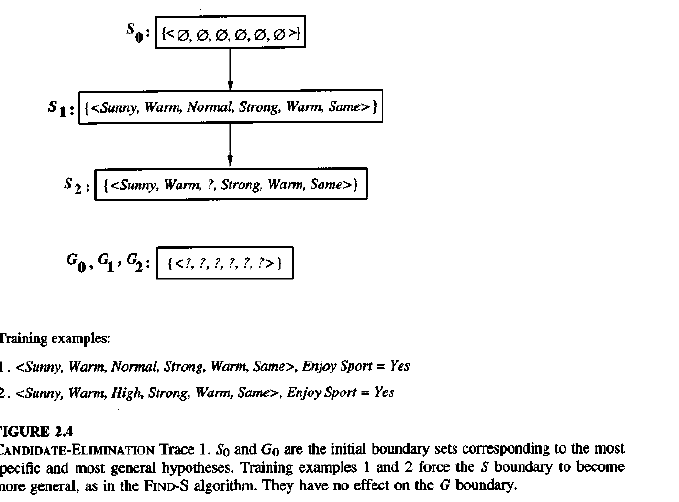 S0: {<Ø, Ø, Ø, Ø, Ø, Ø>}
S1: {<Sunny, Warm, Normal, Strong, Warm, Same>}
S2: {<Sunny, Warm, ?, Strong, Warm, Same>}
G0, G1, G2: {<?, ?, ?, ?, ?, ?>}
Training examples:
1. <Sunny, Warm, Normal, Strong, Warm, Same>, Enjoy Sport = Yes
2. <Sunny, Warm, High, Strong, Warm, Same>, Enjoy Sport = Yes
FIGURE 2.4
CANDIDATE-ELIMINATION Trace 1. S0 and G0 are the initial boundary sets corresponding to the most
specific and most general hypotheses. Training examples 1 and 2 force the S boundary to become
more general, as in the FIND-S algorithm. They have no effect on the G boundary.